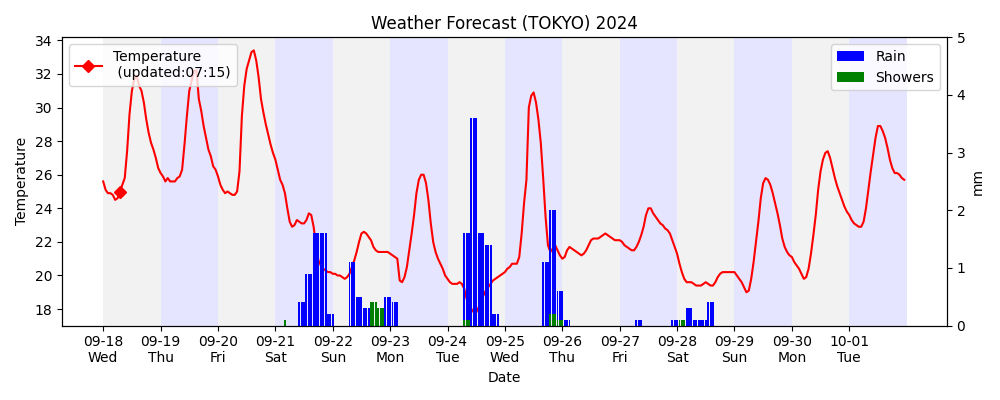 Weather Forecast (TOKYO) 2024
Temperature
(updated:07:15)
Rain
Showers
34
32
30
28
26
24
22
20
18
Temperature
5
4
3
2
1
0
mm
09-18 09-19 09-20 09-21 09-22 09-23 09-24 09-25 09-26 09-27 09-28 09-29 09-30 10-01
Wed Thu Fri Sat Sun Mon Tue Wed Thu Fri Sat Sun Mon Tue
Date